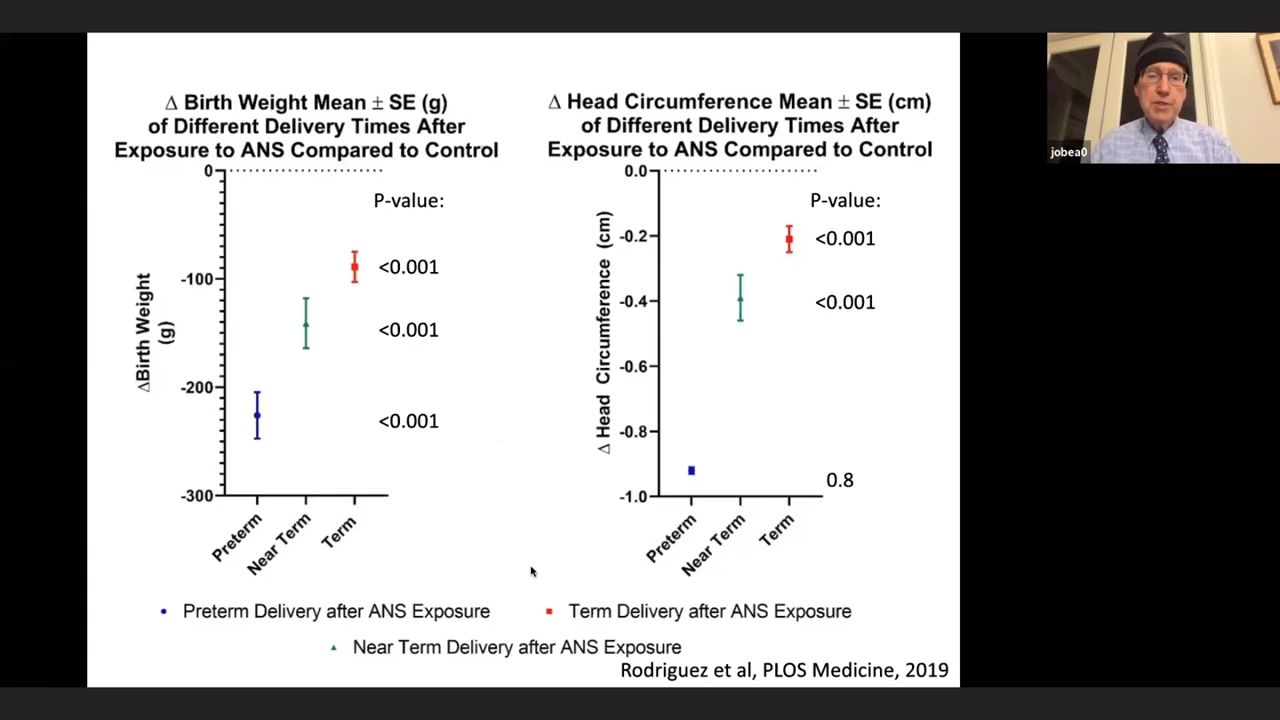 Δ Birth Weight Mean ± SE (g)
of Different Delivery Times After
Exposure to ANS Compared to Control
0
-100
-200
-300
ΔBirth Weight
(g)
P-value:
<0.001
<0.001
<0.001
Preterm
Near Term
Term
Δ Head Circumference Mean ± SE (cm)
of Different Delivery Times After
Exposure to ANS Compared to Control
0.0
-0.2
-0.4
-0.6
-0.8
-1.0
Δ Head Circumference (cm)
P-value:
<0.001
<0.001
0.8
Preterm
Near Term
Term
Preterm Delivery after ANS Exposure
Term Delivery after ANS Exposure
Near Term Delivery after ANS Exposure
Rodriguez et al, PLOS Medicine, 2019
jobea0